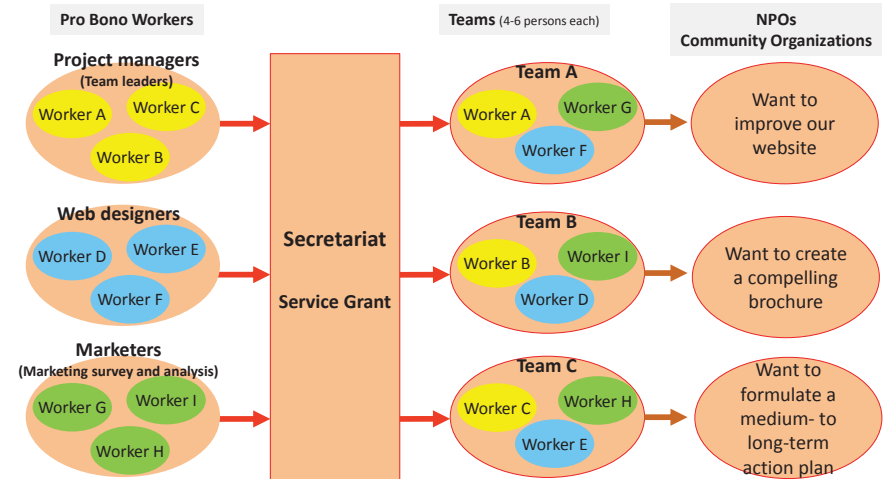 Pro Bono Workers
Project managers
(Team leaders)
Worker A
Worker C
Worker B
Web designers
Worker D
Worker E
Worker F
Marketers
(Marketing survey and analysis)
Worker G
Worker I
Worker H
Secretariat
Service Grant
Teams (4-6 persons each)
Team A
Worker A
Worker G
Worker F
Team B
Worker B
Worker I
Worker D
Team C
Worker C
Worker H
Worker E
NPOs
Community Organizations
Want to
improve our
website
Want to create
a compelling
brochure
Want to
formulate a
medium- to
long-term
action plan